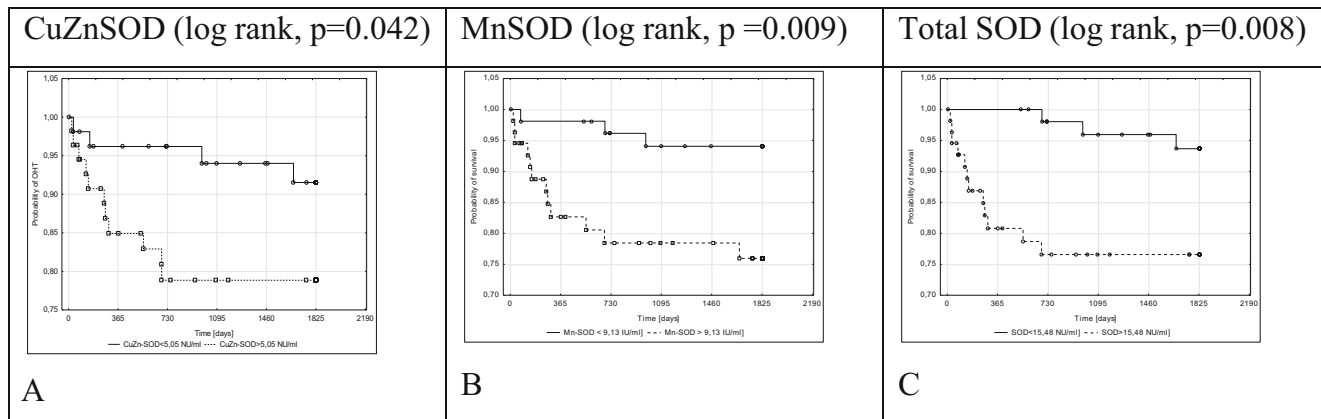 CuZnSOD (log rank, p=0.042)
MnSOD (log rank, p =0.009)
Total SOD (log rank, p=0.008)
1,05
1,00
0,95
0,90
0,85
0,80
0,75
Probability of OHT
0 365 730 1095 1460 1825 2190
Time [days]
CuZn-SOD<5,05 NU/ml CuZn-SOD>5,05 NU/ml
A
1,05
1,00
0,95
0,90
0,85
0,80
0,75
0,70
Probability of survival
0 365 730 1095 1460 1825 2190
Time [days]
Mn-SOD < 9,13 IU/ml] Mn-SOD > 9,13 IU/ml]
B
1,05
1,00
0,95
0,90
0,85
0,80
0,75
0,70
Probability of survival
0 365 730 1095 1460 1825 2190
Time [days]
SOD<15,48 NU/ml] SOD>15,48 NU/ml]
C